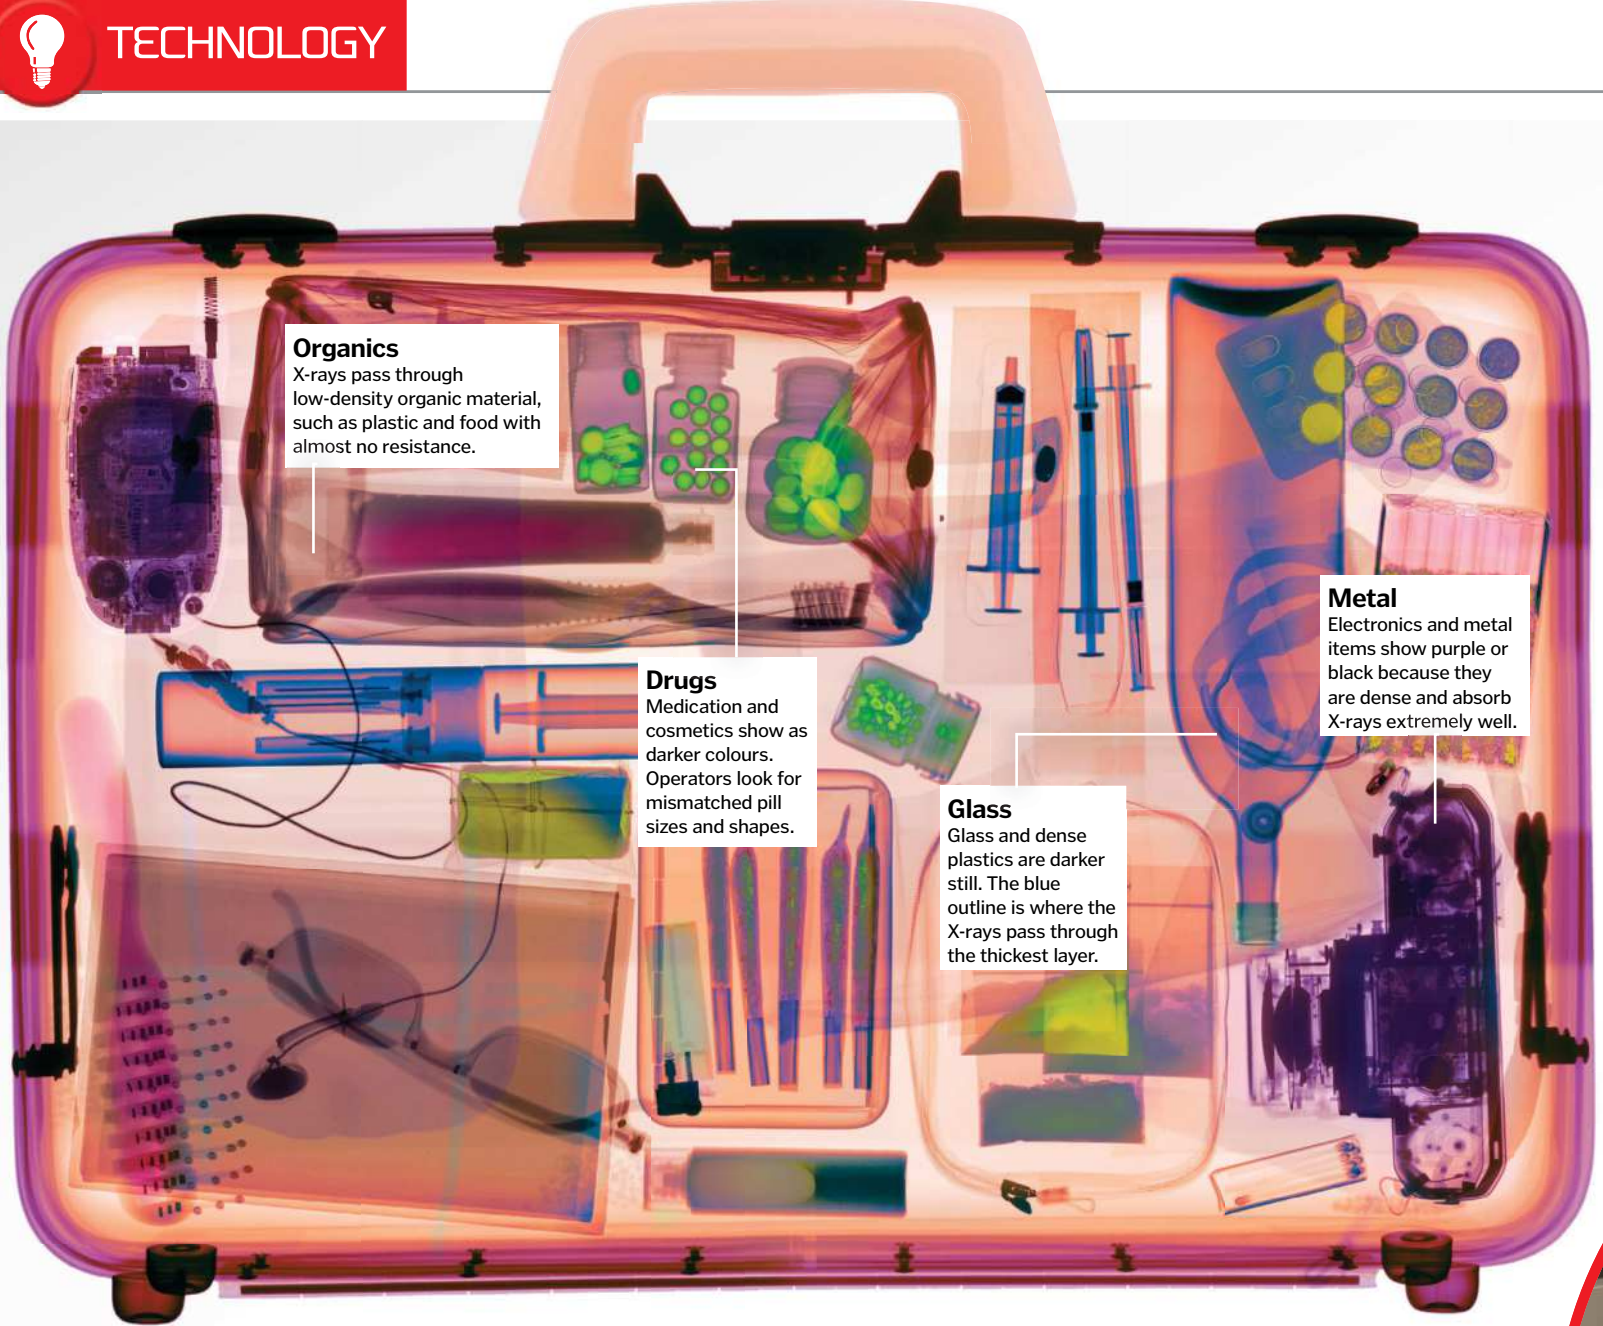 TECHNOLOGY
Organics
X-rays pass through
low-density organic material,
such as plastic and food with
almost no resistance.
Drugs
Medication and
cosmetics show as
darker colours.
Operators look for
mismatched pill
sizes and shapes.
Glass
Glass and dense
plastics are darker
still. The blue
outline is where the
X-rays pass through
the thickest layer.
Metal
Electronics and metal
items show purple or
black because they
are dense and absorb
X-rays extremely well.